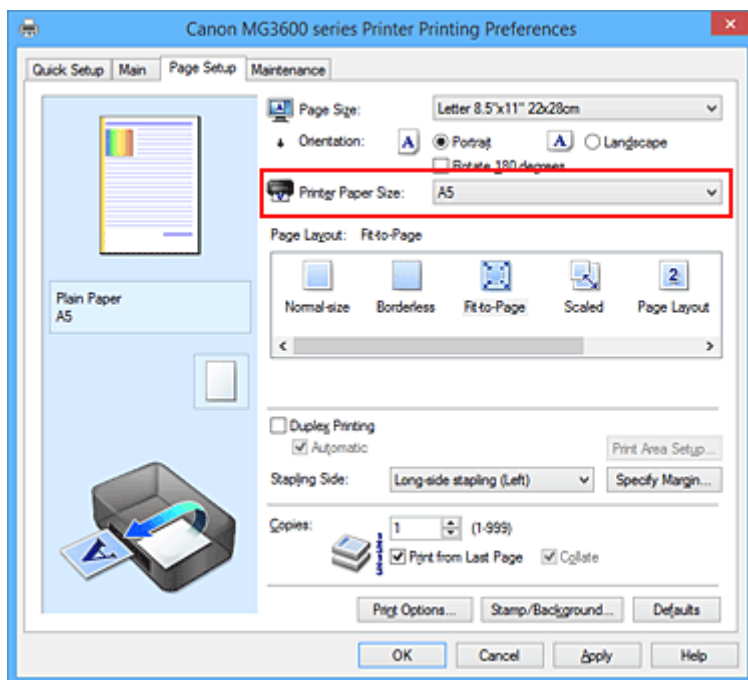 Canon MG3600 series Printer Printing Preferences
Quick Setup Main Page Setup Maintenance
Page Size: Letter 8.5"x11" 22x28cm
Orientation: A Portrait A Landscape
Rotate 180 degrees
Printer Paper Size: A5
Page Layout: Fit-to-Page
Normal-size Borderless Fit-to-Page Scaled Page Layout
Plain Paper
A5
Duplex Printing
Automatic Print Area Setup...
Stapling Side: Long-side stapling (Left) Specify Margin...
Copies: 1 (1-999)
Print from Last Page Collate
Print Options... Stamp/Background... Defaults
OK Cancel Apply Help